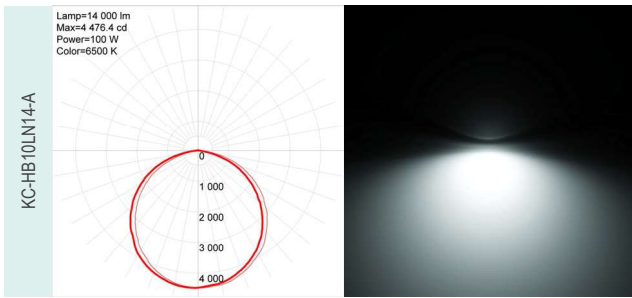 KC-HB10LN14-A
Lamp=14 000 lm
Max=4 476.4 cd
Power=100 W
Color=6500 K
0
1 000
2 000
3 000
4 000